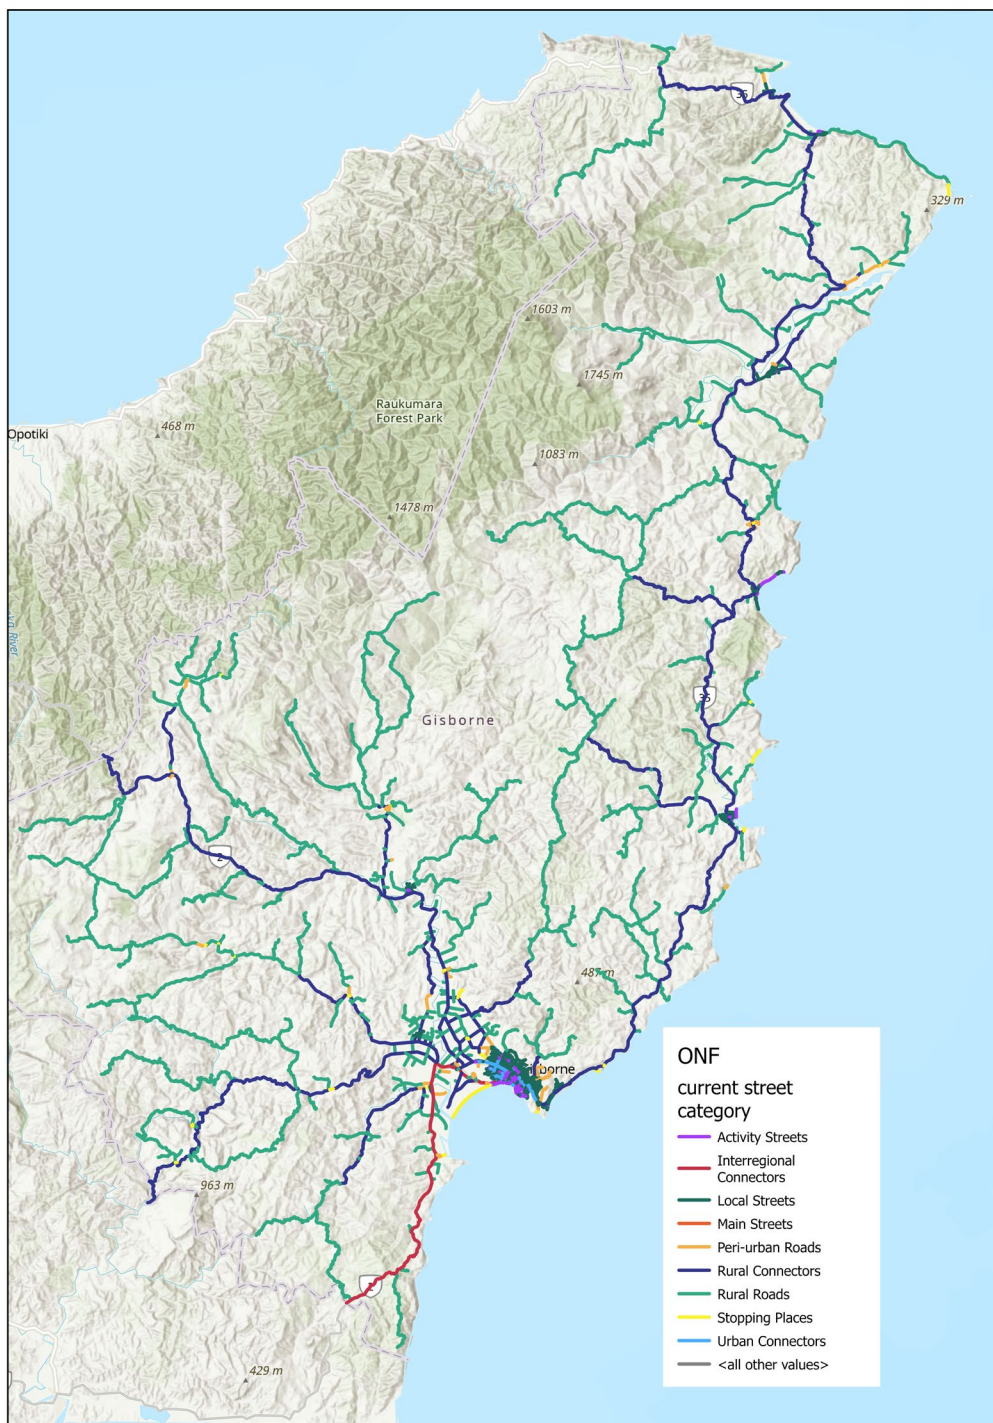 35
329 m
1603 m
1745 m
Raukumara
Forest Park
468 m
Opotiki
1083 m
1478 m
River
35
Gisborne
2
487 m
borne
963 m
2
429 m
ONF
current street
category
Activity Streets
Interregional
Connectors
Local Streets
Main Streets
Peri-urban Roads
Rural Connectors
Rural Roads
Stopping Places
Urban Connectors
<all other values>